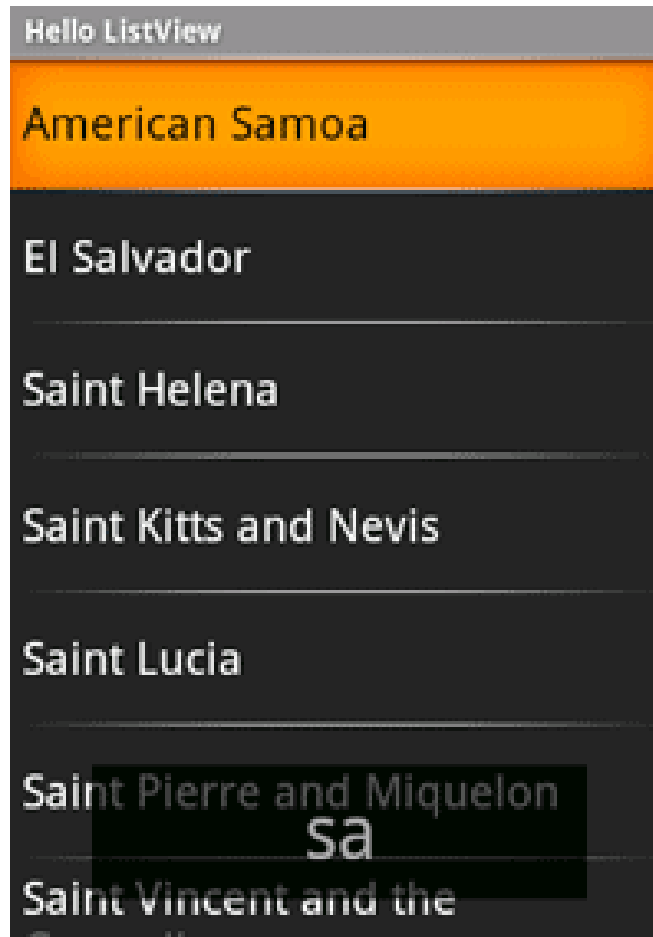 Hello ListView
American Samoa
El Salvador
Saint Helena
Saint Kitts and Nevis
Saint Lucia
Saint Pierre and Miquelon
sa
Saint Vincent and the